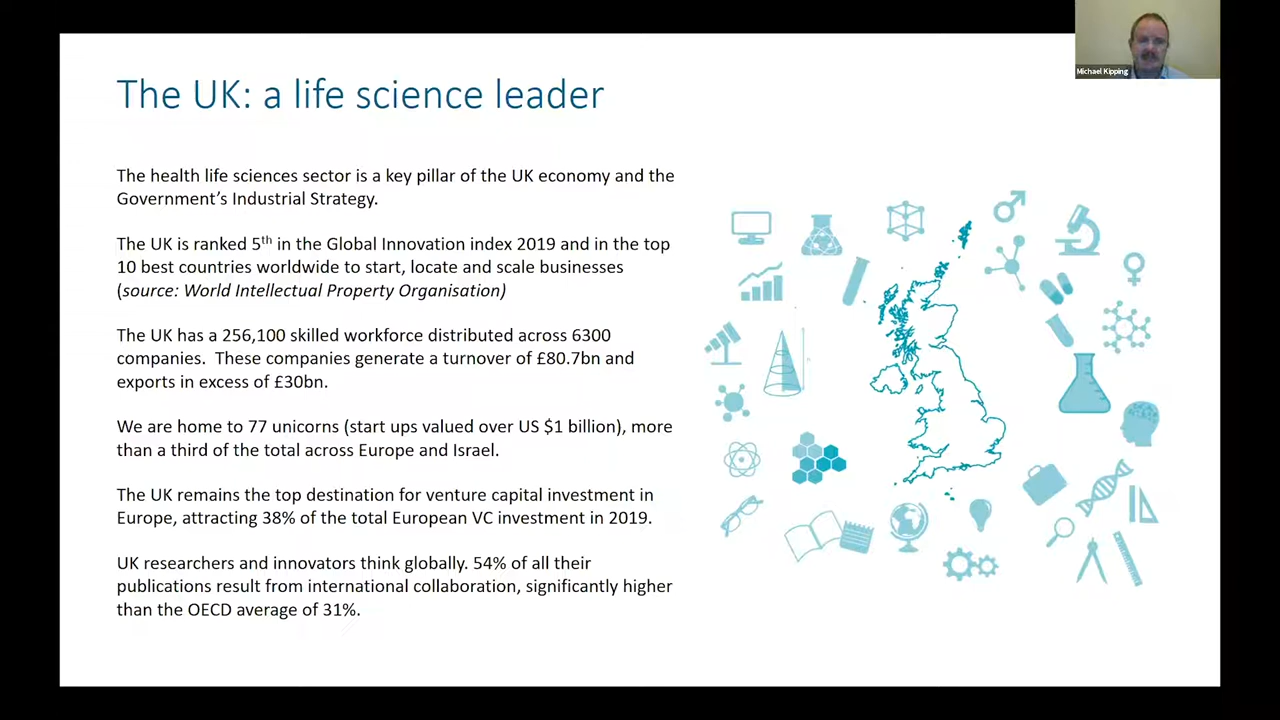 Michael Kipping
The UK: a life science leader
The health life sciences sector is a key pillar of the UK economy and the
Government’s Industrial Strategy.
The UK is ranked 5th in the Global Innovation index 2019 and in the top
10 best countries worldwide to start, locate and scale businesses
(source: World Intellectual Property Organisation)
The UK has a 256,100 skilled workforce distributed across 6300
companies.  These companies generate a turnover of £80.7bn and
exports in excess of £30bn.
We are home to 77 unicorns (start ups valued over US $1 billion), more
than a third of the total across Europe and Israel.
The UK remains the top destination for venture capital investment in
Europe, attracting 38% of the total European VC investment in 2019.
UK researchers and innovators think globally. 54% of all their
publications result from international collaboration, significantly higher
than the OECD average of 31%.